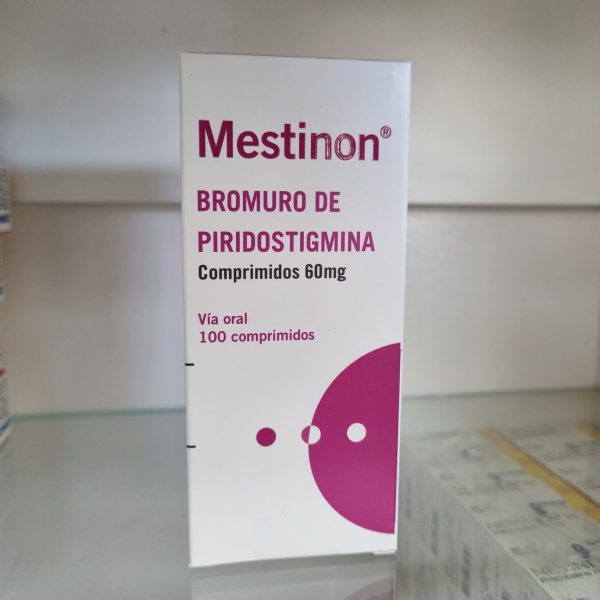 Mestinon®
BROMURO DE
PIRIDOSTIGMINA
Comprimidos 60mg
Vía oral
100 comprimidos